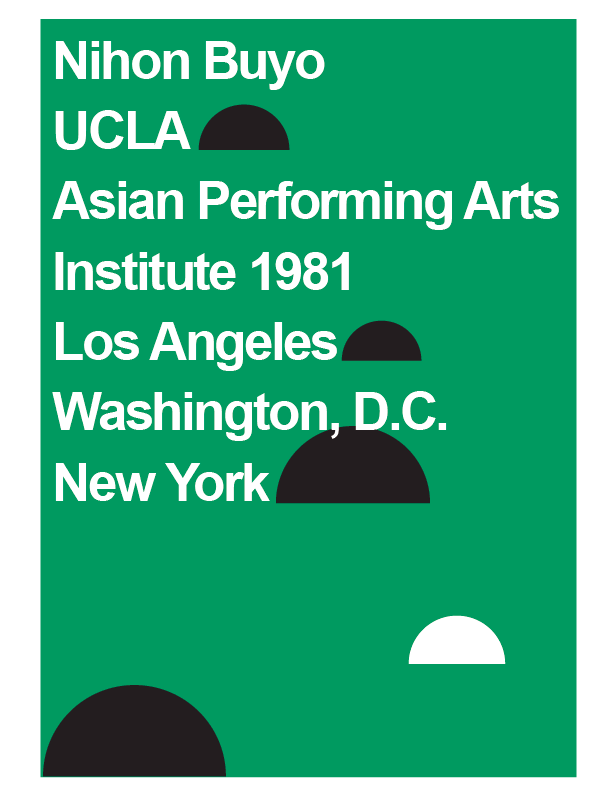 Nihon Buyo
UCLA
Asian Performing Arts
Institute 1981
Los Angeles
Washington, D.C.
New York